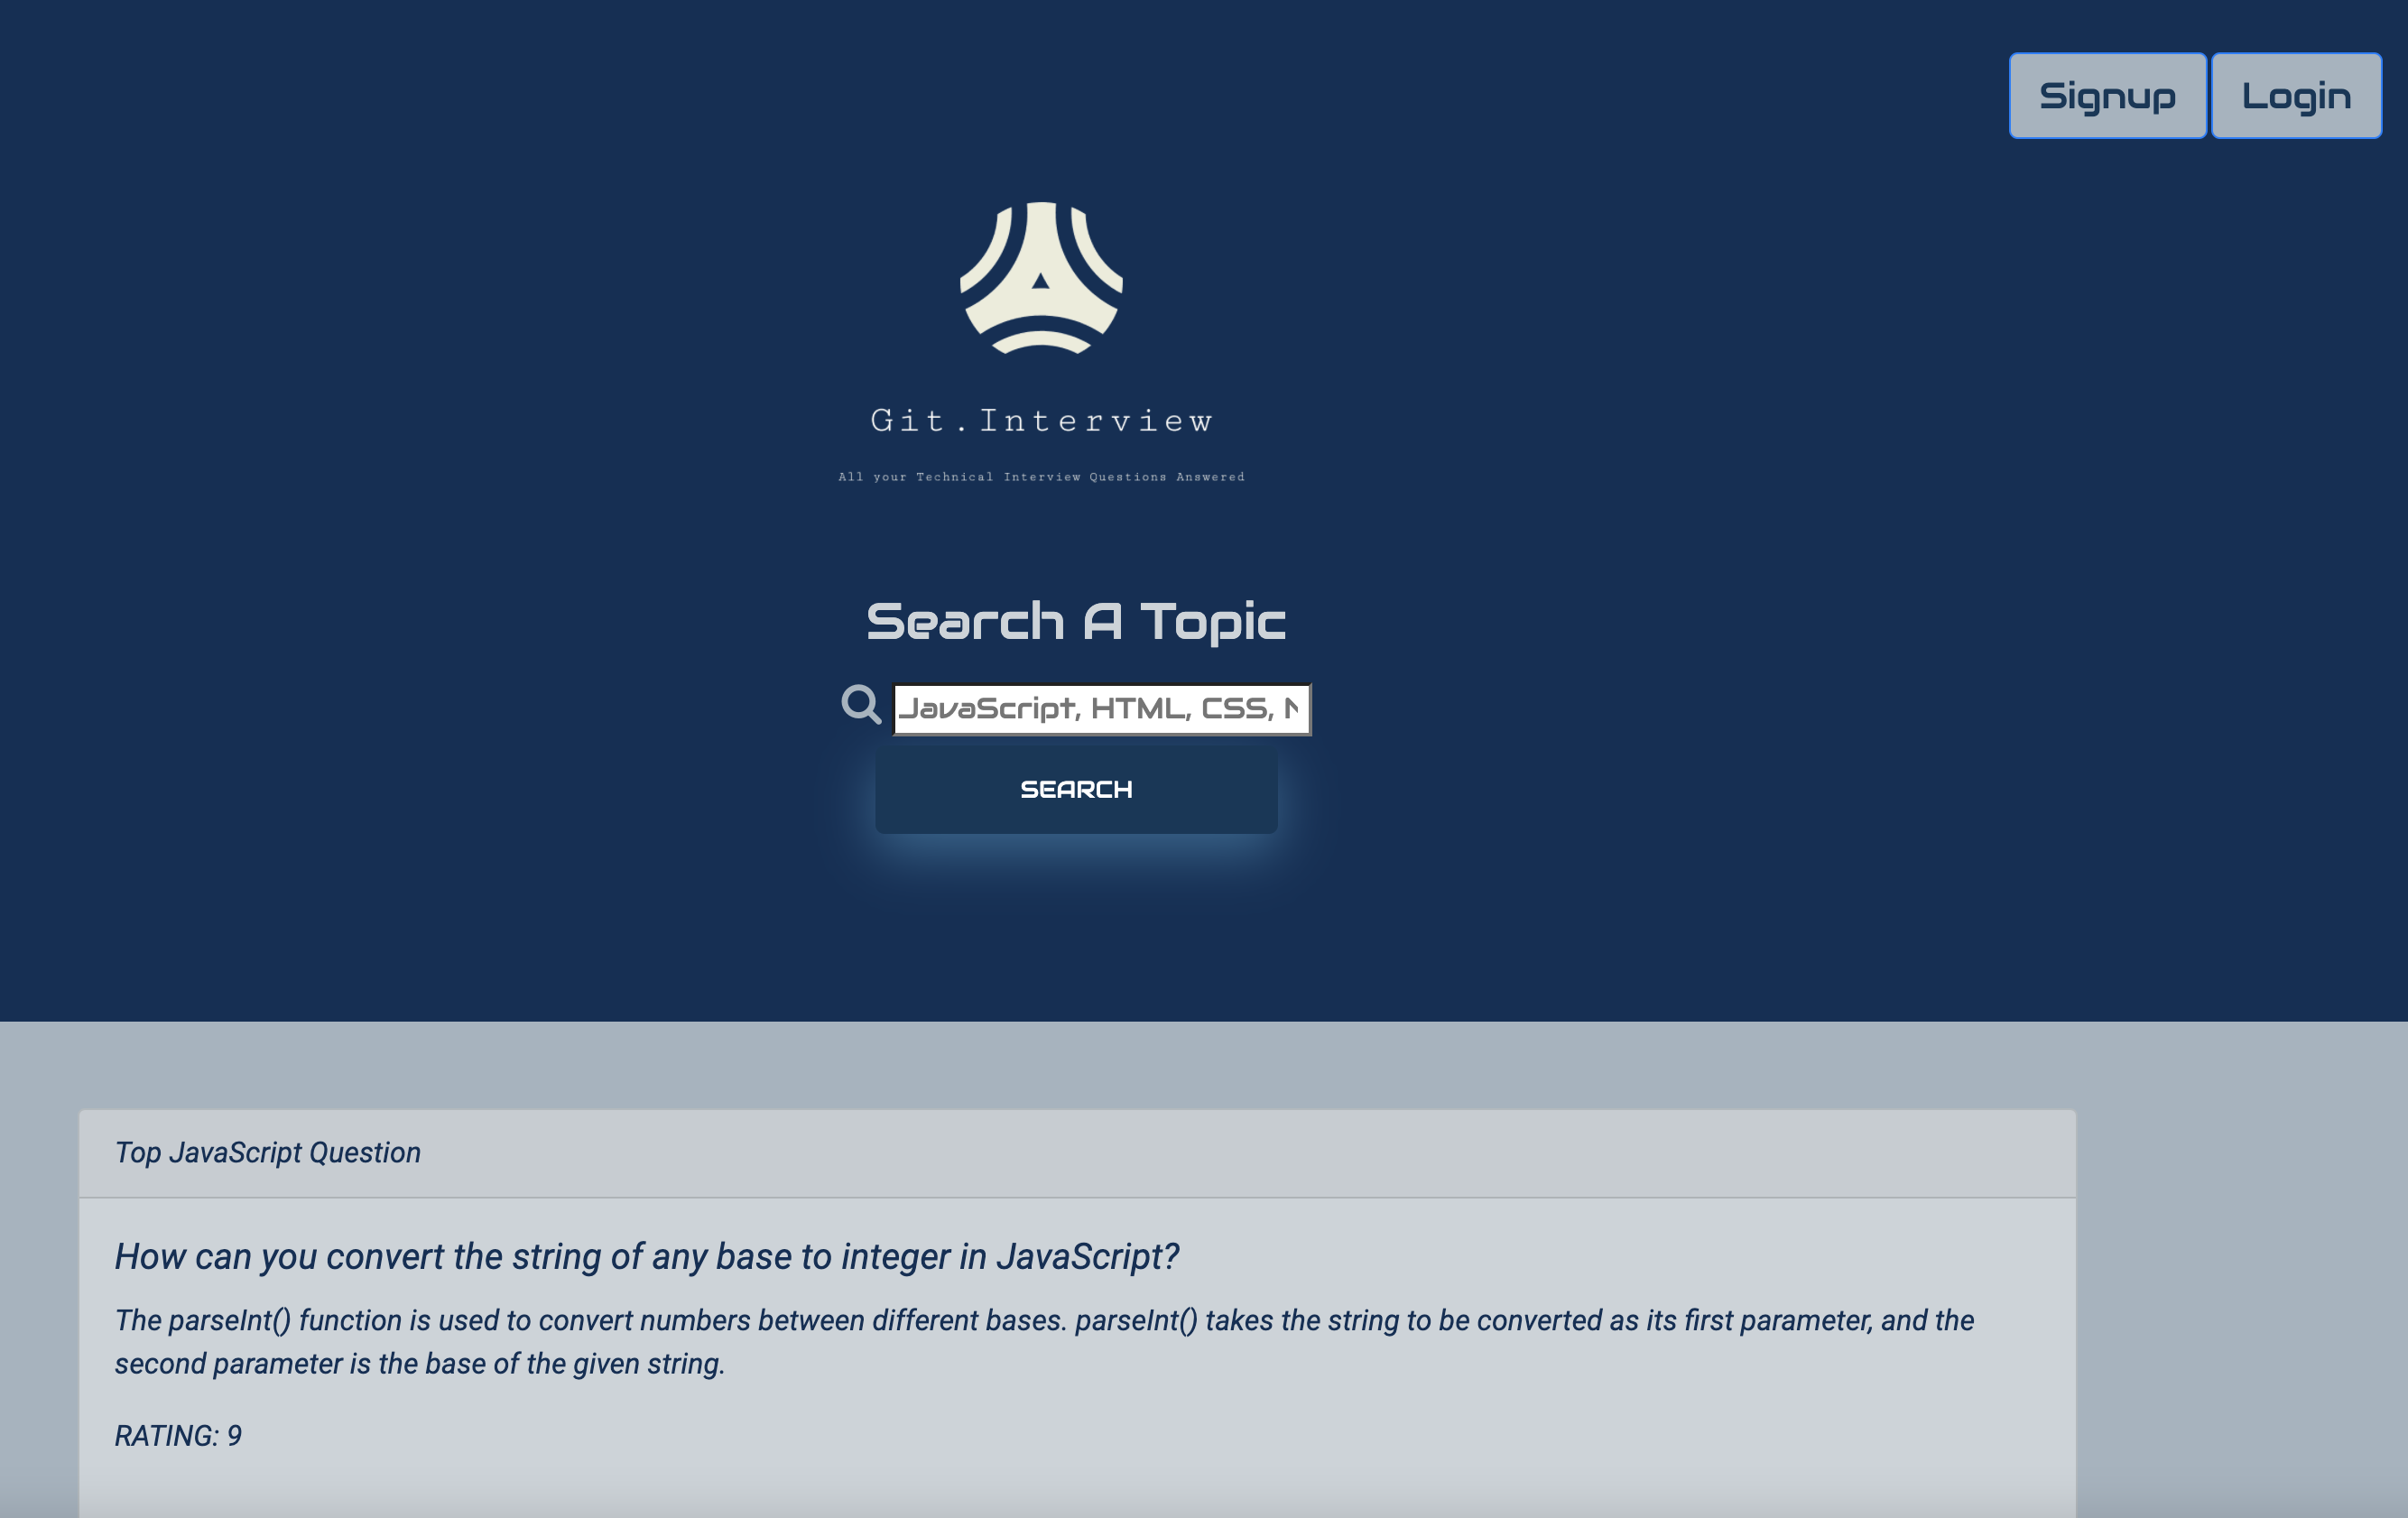 Signup Login
Git.Interview
All your Technical Interview Questions Answered
Search A Topic
JavaScript, HTML, CSS,
SEARCH
Top JavaScript Question
How can you convert the string of any base to integer in JavaScript?
The parseInt() function is used to convert numbers between different bases. parseInt() takes the string to be converted as its first parameter, and the
second parameter is the base of the given string.
RATING: 9